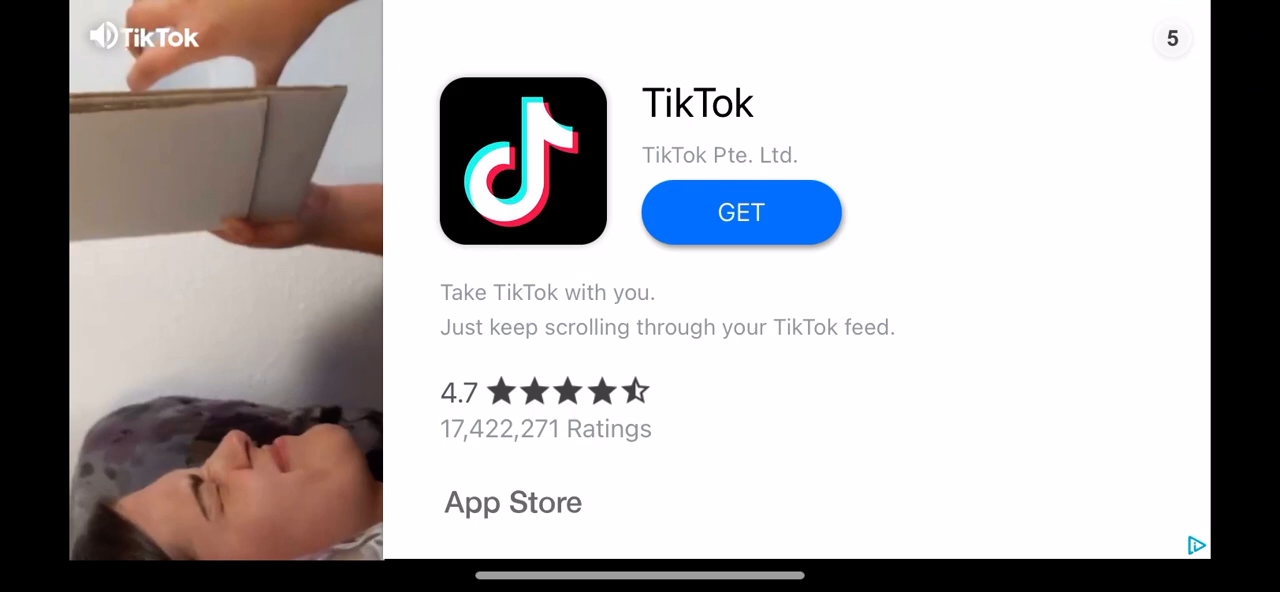 TikTok
5
TikTok
TikTok Pte. Ltd.
GET
Take TikTok with you.
Just keep scrolling through your TikTok feed.
4.7
17,422,271 Ratings
App Store